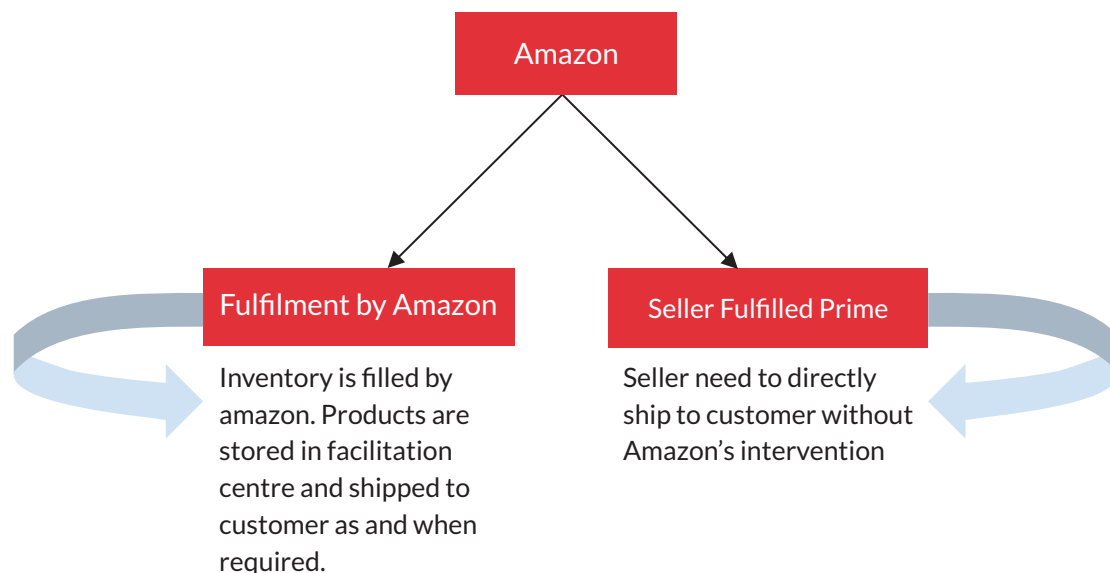 Amazon
Fulfilment by Amazon
Inventory is filled by
amazon. Products are
stored in facilitation
centre and shipped to
customer as and when
required.
Seller Fulfilled Prime
Seller need to directly
ship to customer without
Amazon’s intervention